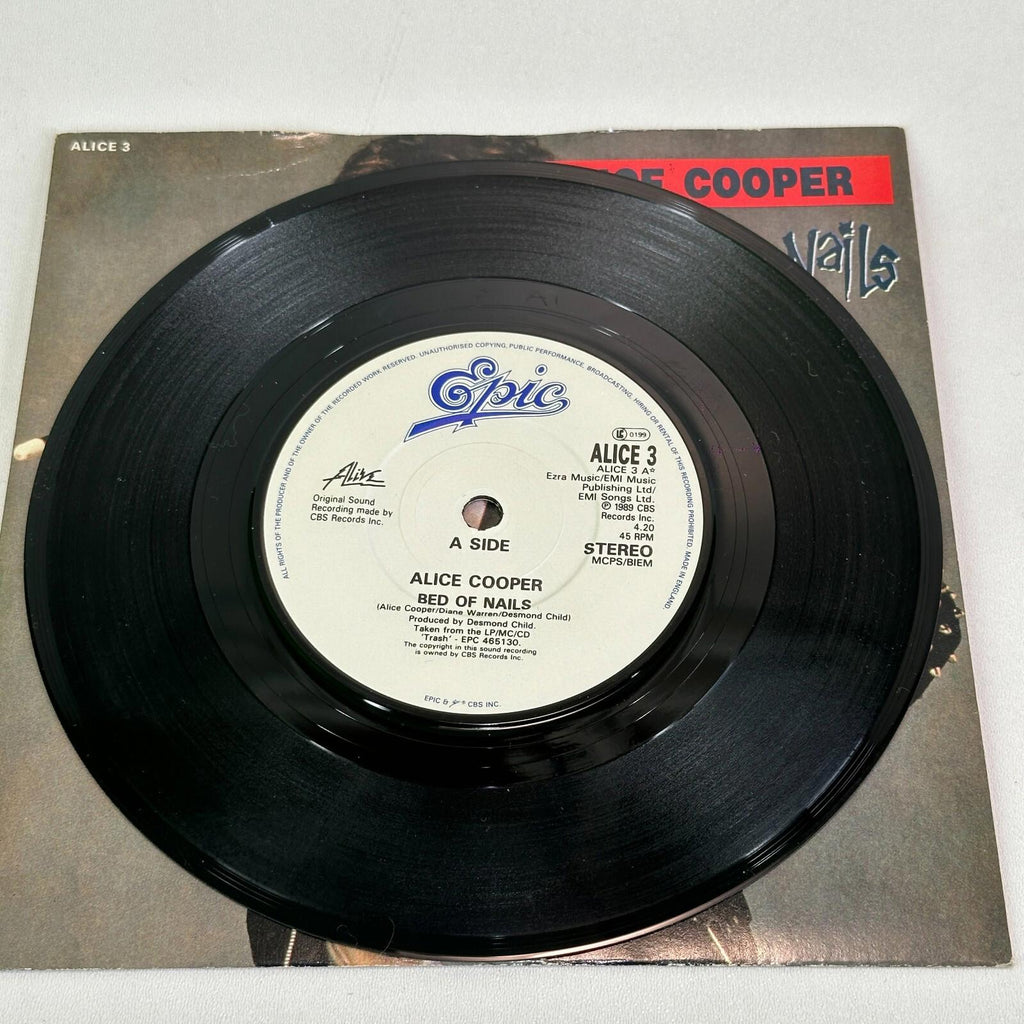 ALICE 3
COOPER
Nails
ALL RIGHTS OF THE PRODUCER AND OF THE OWNER OF THE RECORDED WORK RESERVED. UNAUTHORISED COPYING, PUBLIC PERFORMANCE, BROADCASTING, HIRING OR RENTAL OF THIS RECORDING PROHIBITED. MADE IN ENGLAND
Epic
LC 0199
ALICE 3
ALICE 3 A☆
Ezra Music/EMI Music
Publishing Ltd/
EMI Songs Ltd.
℗ 1989 CBS
Records Inc.
4.20
45 RPM
STEREO
MCPS/BIEM
Alive
Original Sound
Recording made by
CBS Records Inc.
A SIDE
ALICE COOPER
BED OF NAILS
(Alice Cooper/Diane Warren/Desmond Child)
Produced by Desmond Child.
Taken from the LP/MC/CD
'Trash' - EPC 465130.
The copyright in this sound recording
is owned by CBS Records Inc.
EPIC & ® CBS INC.